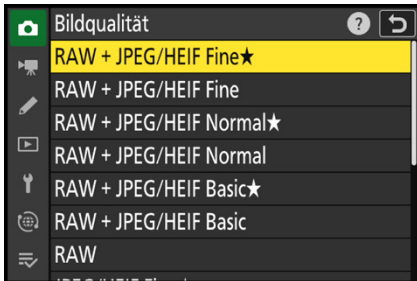 Bildqualität
RAW + JPEG/HEIF Fine★
RAW + JPEG/HEIF Fine
RAW + JPEG/HEIF Normal★
RAW + JPEG/HEIF Normal
RAW + JPEG/HEIF Basic★
RAW + JPEG/HEIF Basic
RAW